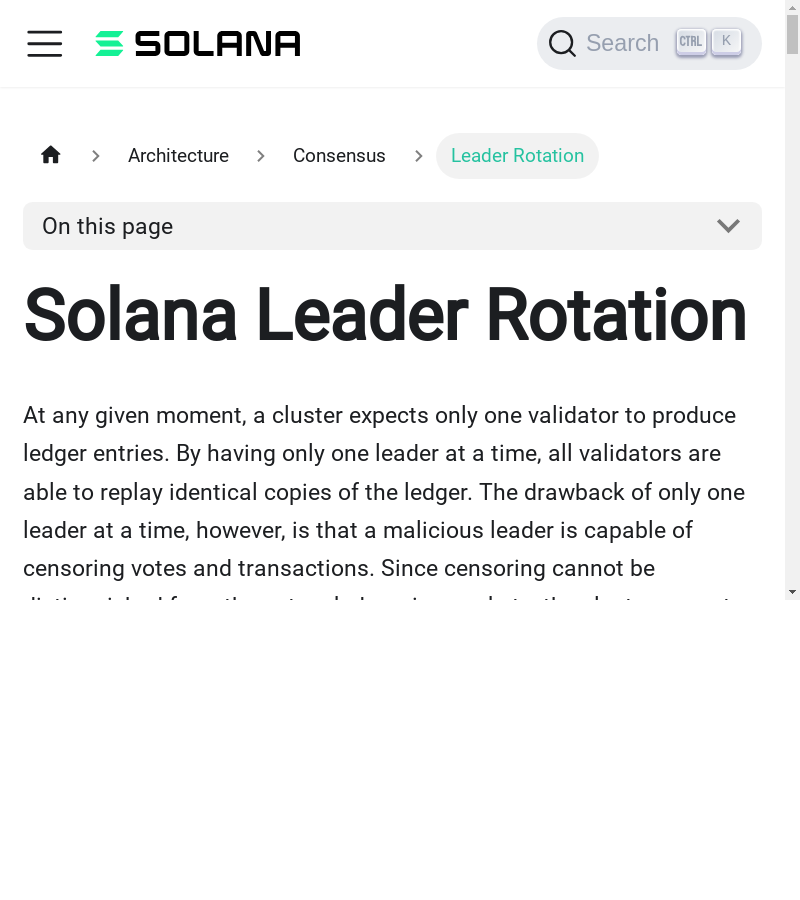 SOLANA
Search CTRL K
Architecture Consensus Leader Rotation
On this page
Solana Leader Rotation
At any given moment, a cluster expects only one validator to produce
ledger entries. By having only one leader at a time, all validators are
able to replay identical copies of the ledger. The drawback of only one
leader at a time, however, is that a malicious leader is capable of
censoring votes and transactions. Since censoring cannot be